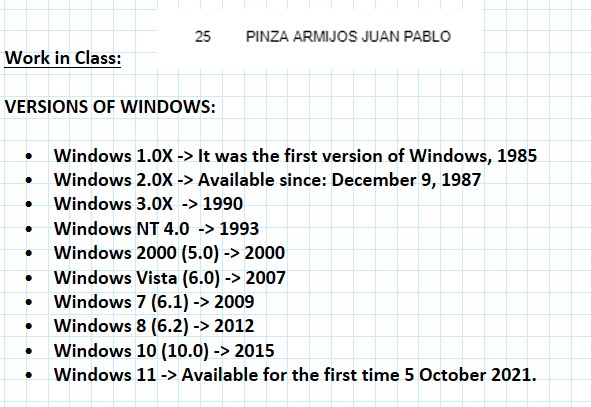 25 PINZA ARMIJOS JUAN PABLO
Work in Class:
VERSIONS OF WINDOWS:
• Windows 1.0X -> It was the first version of Windows, 1985
• Windows 2.0X -> Available since: December 9, 1987
• Windows 3.0X -> 1990
• Windows NT 4.0 -> 1993
• Windows 2000 (5.0) -> 2000
• Windows Vista (6.0) -> 2007
• Windows 7 (6.1) -> 2009
• Windows 8 (6.2) -> 2012
• Windows 10 (10.0) -> 2015
• Windows 11 -> Available for the first time 5 October 2021.